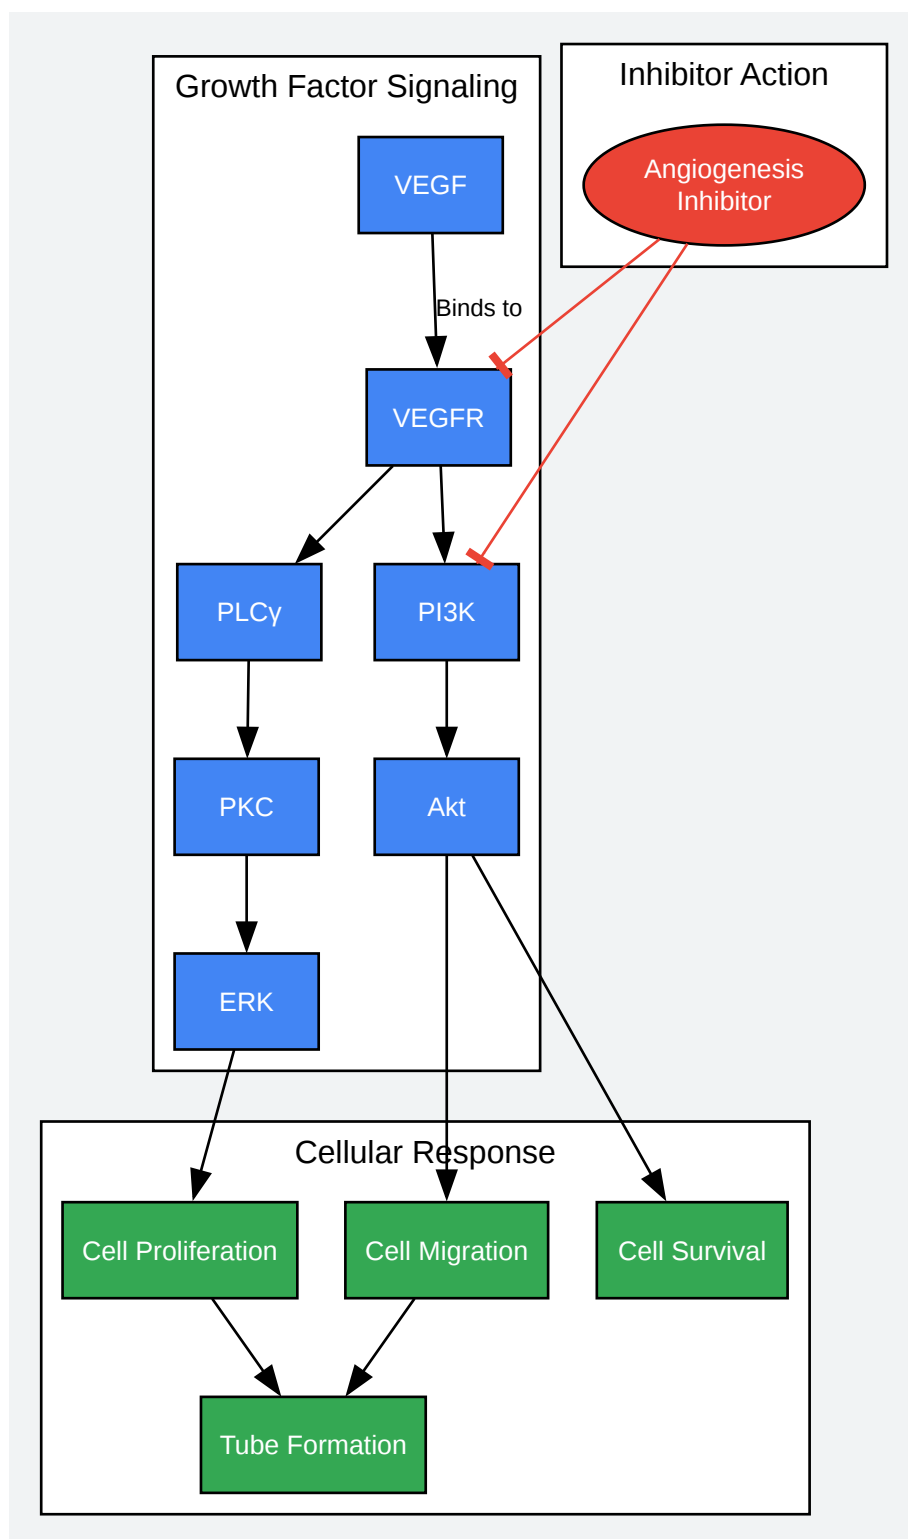 Growth Factor Signaling
Inhibitor Action
VEGF
Angiogenesis
Inhibitor
Binds to
VEGFR
PLCγ
PI3K
PKC
Akt
ERK
Cellular Response
Cell Proliferation
Cell Migration
Cell Survival
Tube Formation